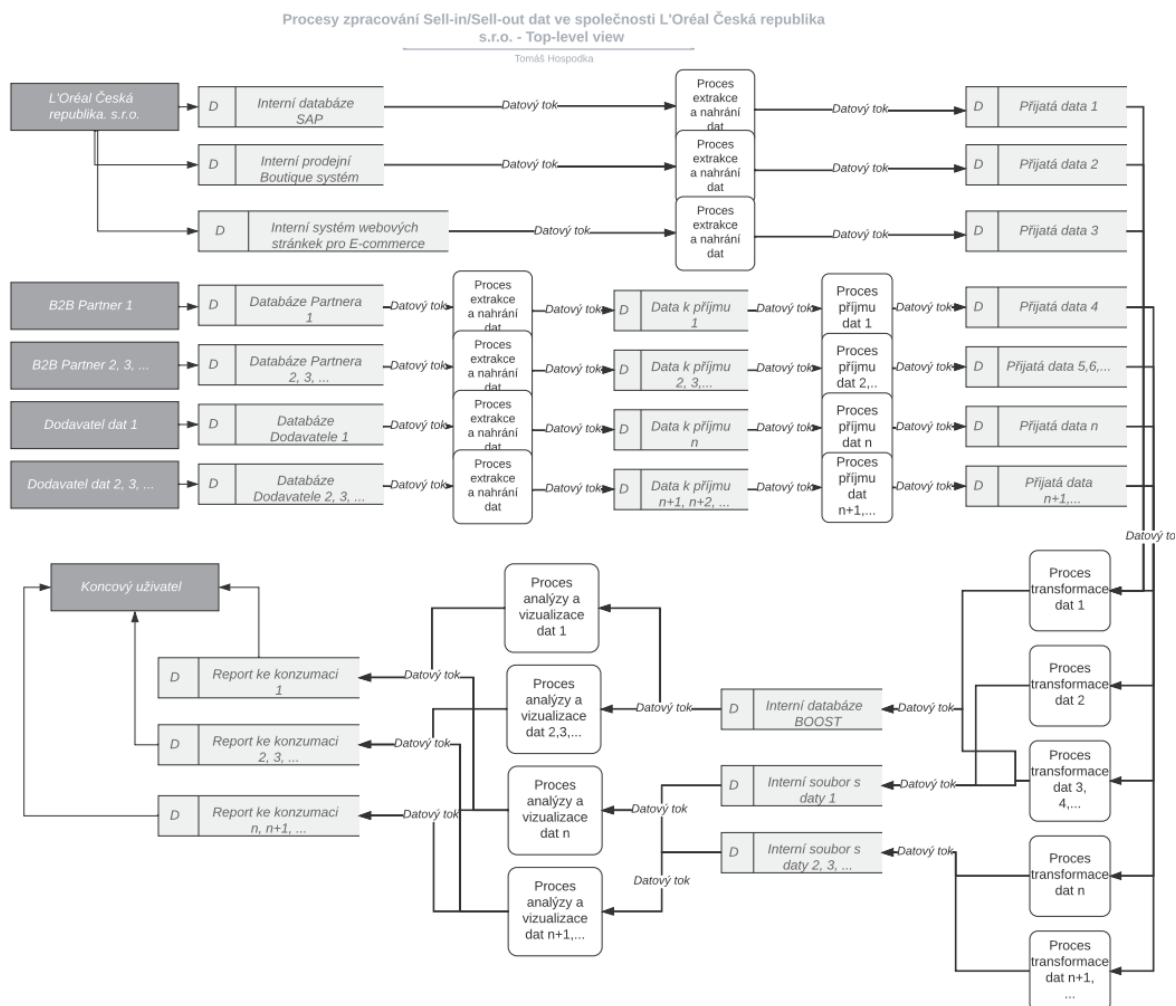 Procesy zpracování Sell-in/Sell-out dat ve společnosti L'Oréal Česká republika
s.r.o. - Top-level view
Tomáš Hospodka
L'Oréal Česká
republika. s.r.o.
D
Interní databáze
SAP
Datový tok
Proces
extrakce
a nahrání
dat
Datový tok
D
Přijatá data 1
D
Interní prodejní
Boutique systém
Datový tok
Proces
extrakce
a nahrání
dat
Datový tok
D
Přijatá data 2
D
Interní systém webových
stránkek pro E-commerce
Datový tok
Proces
extrakce
a nahrání
dat
Datový tok
D
Přijatá data 3
B2B Partner 1
D
Databáze Partnera
1
Datový tok
Proces
extrakce
a nahrání
dat
Datový tok
D
Data k příjmu
1
Datový tok
Proces
příjmu
dat 1
Datový tok
D
Přijatá data 4
B2B Partner 2, 3, ...
D
Databáze Partnera
2, 3, ...
Datový tok
Proces
extrakce
a nahrání
dat
Datový tok
D
Data k příjmu
2, 3,...
Datový tok
Proces
příjmu
dat 2,..
Datový tok
D
Přijatá data 5,6,...
Dodavatel dat 1
D
Databáze
Dodavatele 1
Datový tok
Proces
extrakce
a nahrání
dat
Datový tok
D
Data k příjmu
n
Datový tok
Proces
příjmu
dat n
Datový tok
D
Přijatá data n
Dodavatel dat 2, 3, ...
D
Databáze
Dodavatele 2, 3, ...
Datový tok
Proces
extrakce
a nahrání
dat
Datový tok
D
Data k příjmu
n+1, n+2, ...
Datový tok
Proces
příjmu
dat
n+1,...
Datový tok
D
Přijatá data
n+1,...
Datový to
Koncový uživatel
Proces
analýzy a
vizualizace
dat 1
Proces
transformace
dat 1
D
Report ke konzumaci
1
Datový tok
Proces
analýzy a
vizualizace
dat 2,3,...
Datový tok
D
Interní databáze
BOOST
Datový tok
Proces
transformace
dat 2
D
Report ke konzumaci
2, 3, ...
Datový tok
Proces
analýzy a
vizualizace
dat n
Datový tok
D
Interní soubor s
daty 1
Datový tok
Proces
transformace
dat 3,
4,...
D
Report ke konzumaci
n, n+1, ...
Datový tok
D
Interní soubor s
daty 2, 3, ...
Datový tok
Proces
transformace
dat n
Proces
analýzy a
vizualizace
dat n+1,...
Datový tok
Proces
transformace
dat n+1,
...